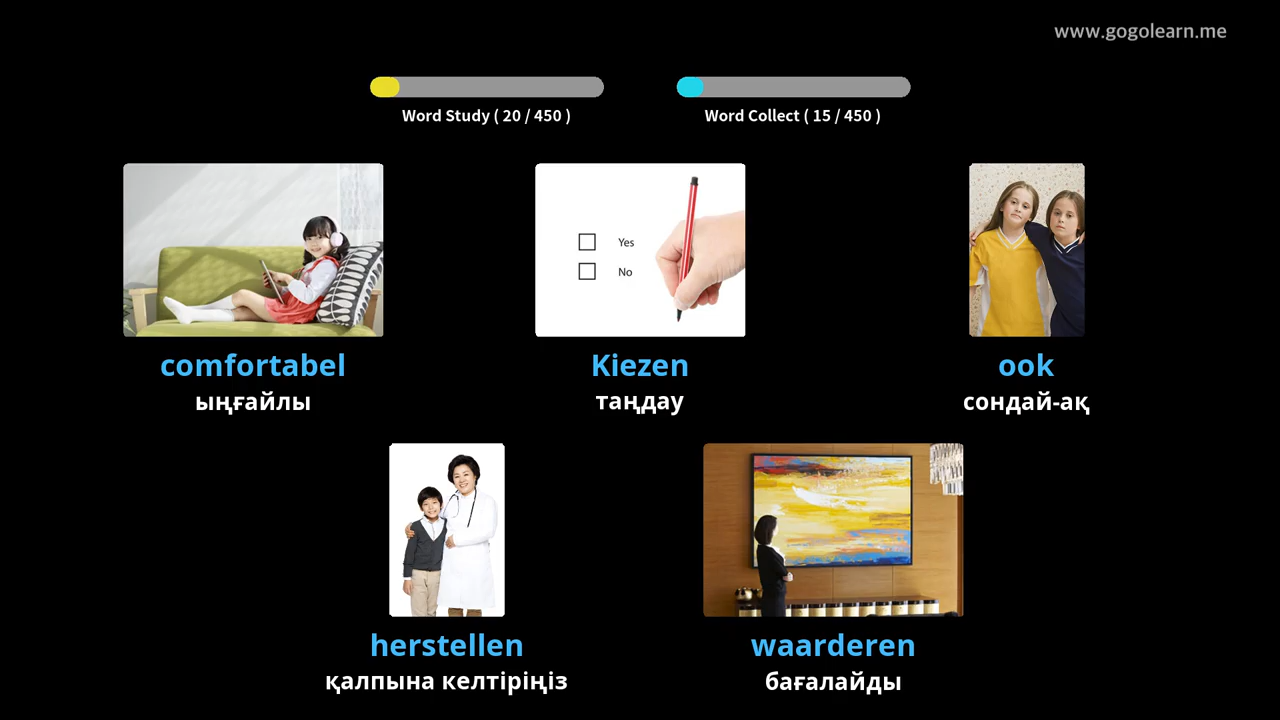 www.gogolearn.me
Word Study ( 20 / 450 )
Word Collect ( 15 / 450 )
Yes
No
comfortabel
ыңғайлы
Kiezen
таңдау
ook
сондай-ақ
herstellen
қалпына келтіріңіз
waarderen
бағалайды